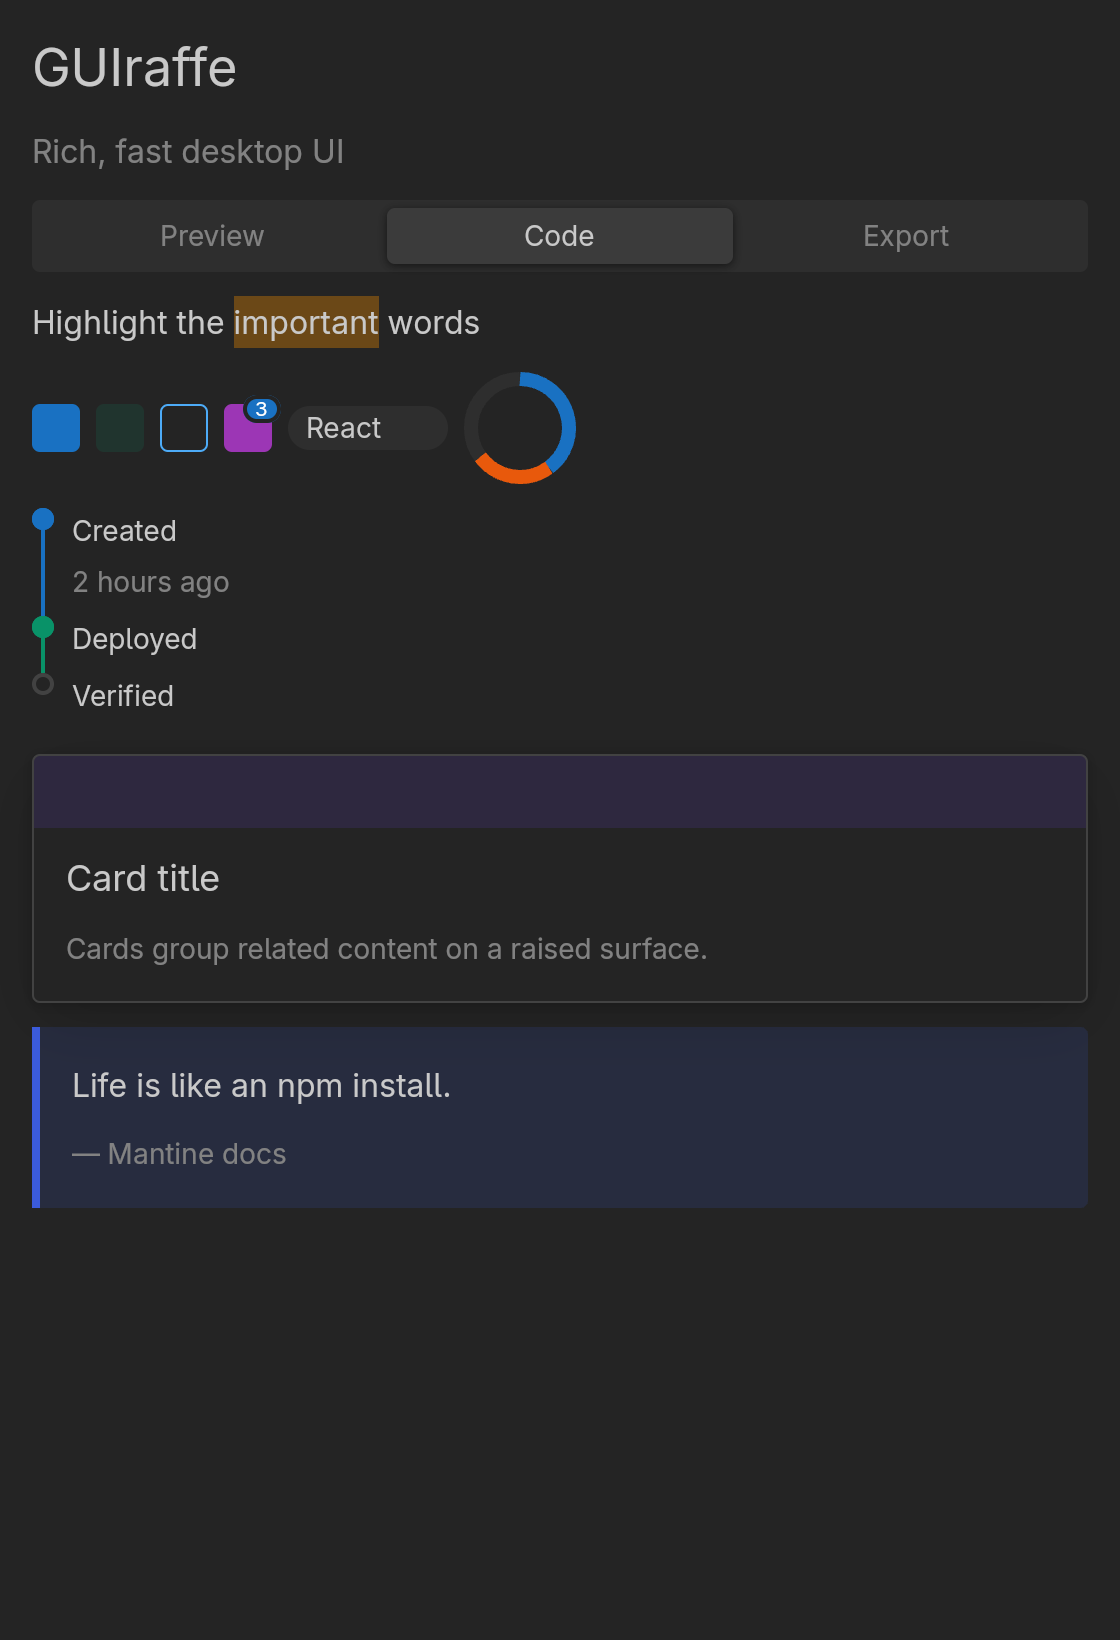 GUIraffe
Rich, fast desktop UI
Preview Code Export
Highlight the important words
3
React
Created
2 hours ago
Deployed
Verified
Card title
Cards group related content on a raised surface.
Life is like an npm install.
— Mantine docs